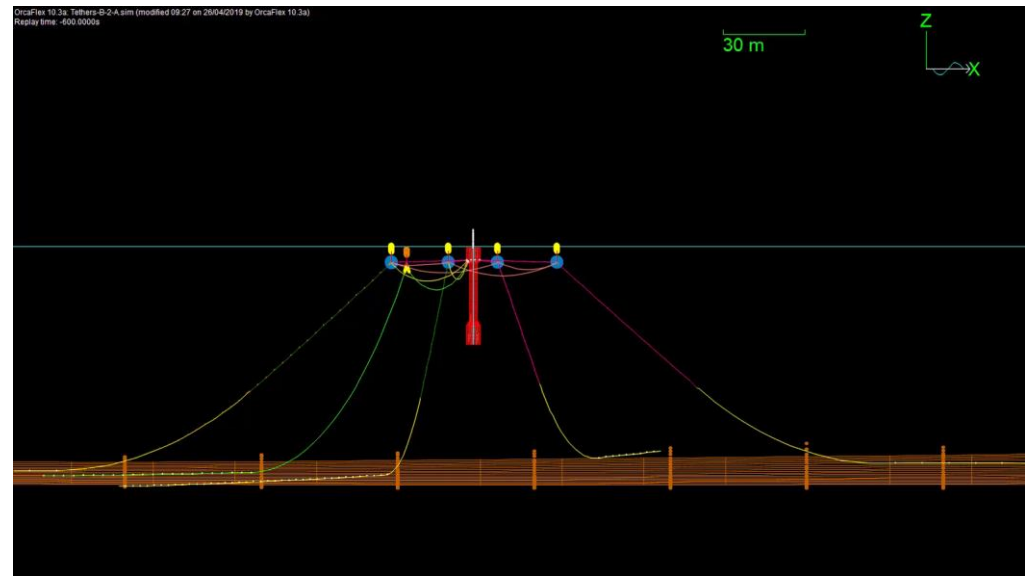 OrcaFlex 10.3a: Tethers-B-2-A.sim (modified 09:27 on 26/04/2019 by OrcaFlex 10.3a)
Replay time: -600.0000s
30 m
Z
X